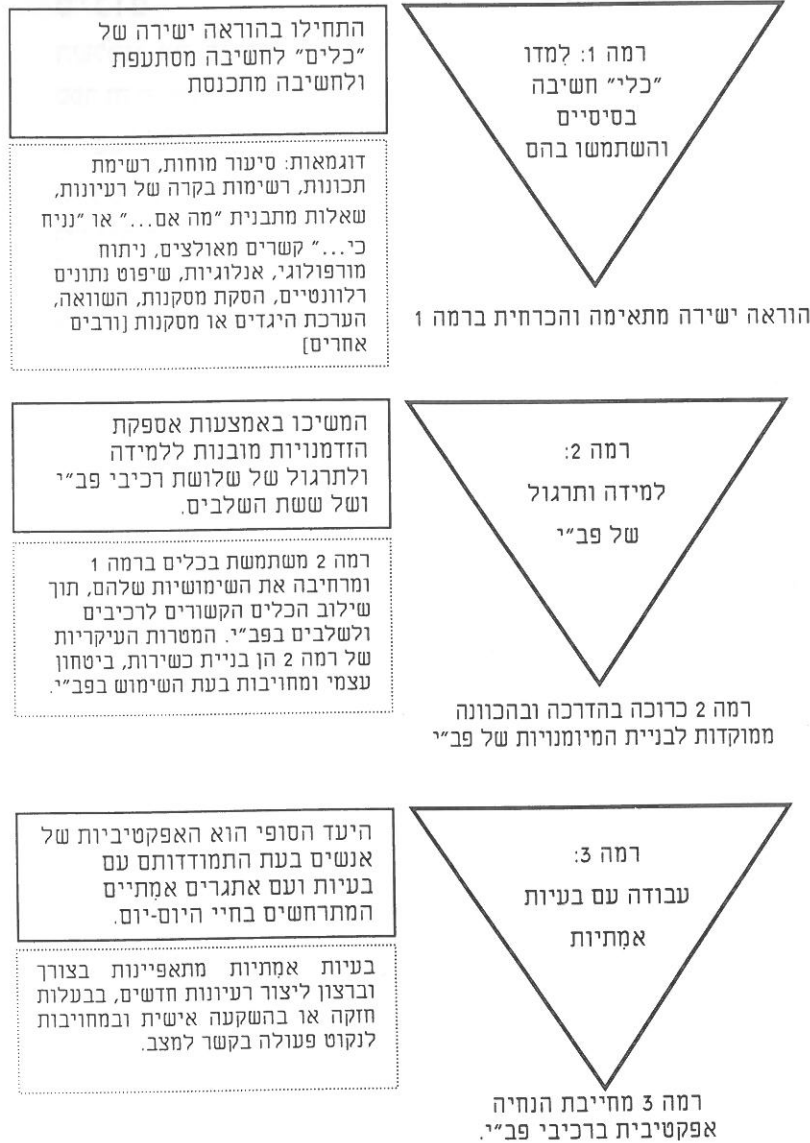 רמה 1: לִמדו
"כלי" חשיבה
בסיסיים
והשתמשו בהם
הוראה ישירה מתאימה והכרחית ברמה 1
התחילו בהוראה ישירה של
"כלים" לחשיבה מסתעפת
ולחשיבה מתכנסת
דוגמאות: סיעור מוחות, רשימת
תכונות, רשימות בקרה של רעיונות,
שאלות מתבנית "מה אם..." או "נניח
כי..." קשרים מאולצים, ניתוח
מורפולוגי, אנלוגיות, שיפוט נתונים
רלוונטיים, הסקת מסקנות, השוואה,
הערכת היגדים או מסקנות [ורבים
אחרים]
רמה 2:
למידה ותרגול
של פב"י
רמה 2 כרוכה בהדרכה ובהכוונה
ממוקדות לבניית המיומנויות של פב"י
המשיכו באמצעות אספקת
הזדמנויות מובנות ללמידה
ולתרגול של שלושת רכיבי פב"י
ושל ששת השלבים.
רמה 2 משתמשת בכלים ברמה 1
ומרחיבה את השימושיות שלהם, תוך
שילוב הכלים הקשורים לרכיבים
ולשלבים בפב"י. המטרות העיקריות
של רמה 2 הן בניית כשירות, ביטחון
עצמי ומחויבות בעת השימוש בפב"י.
רמה 3:
עבודה עם בעיות
אמִתיות
רמה 3 מחייבת הנחיה
אפקטיבית ברכיבי פב"י.
היעד הסופי הוא האפקטיביות של
אנשים בעת התמודדותם עם
בעיות ועם אתגרים אמִתיים
המתרחשים בחיי היום-יום.
בעיות אמִתיות מתאפיינות בצורך
וברצון ליצור רעיונות חדשים, בבעלות
חזקה או בהשקעה אישית ובמחויבות
לנקוט פעולה בקשר למצב.